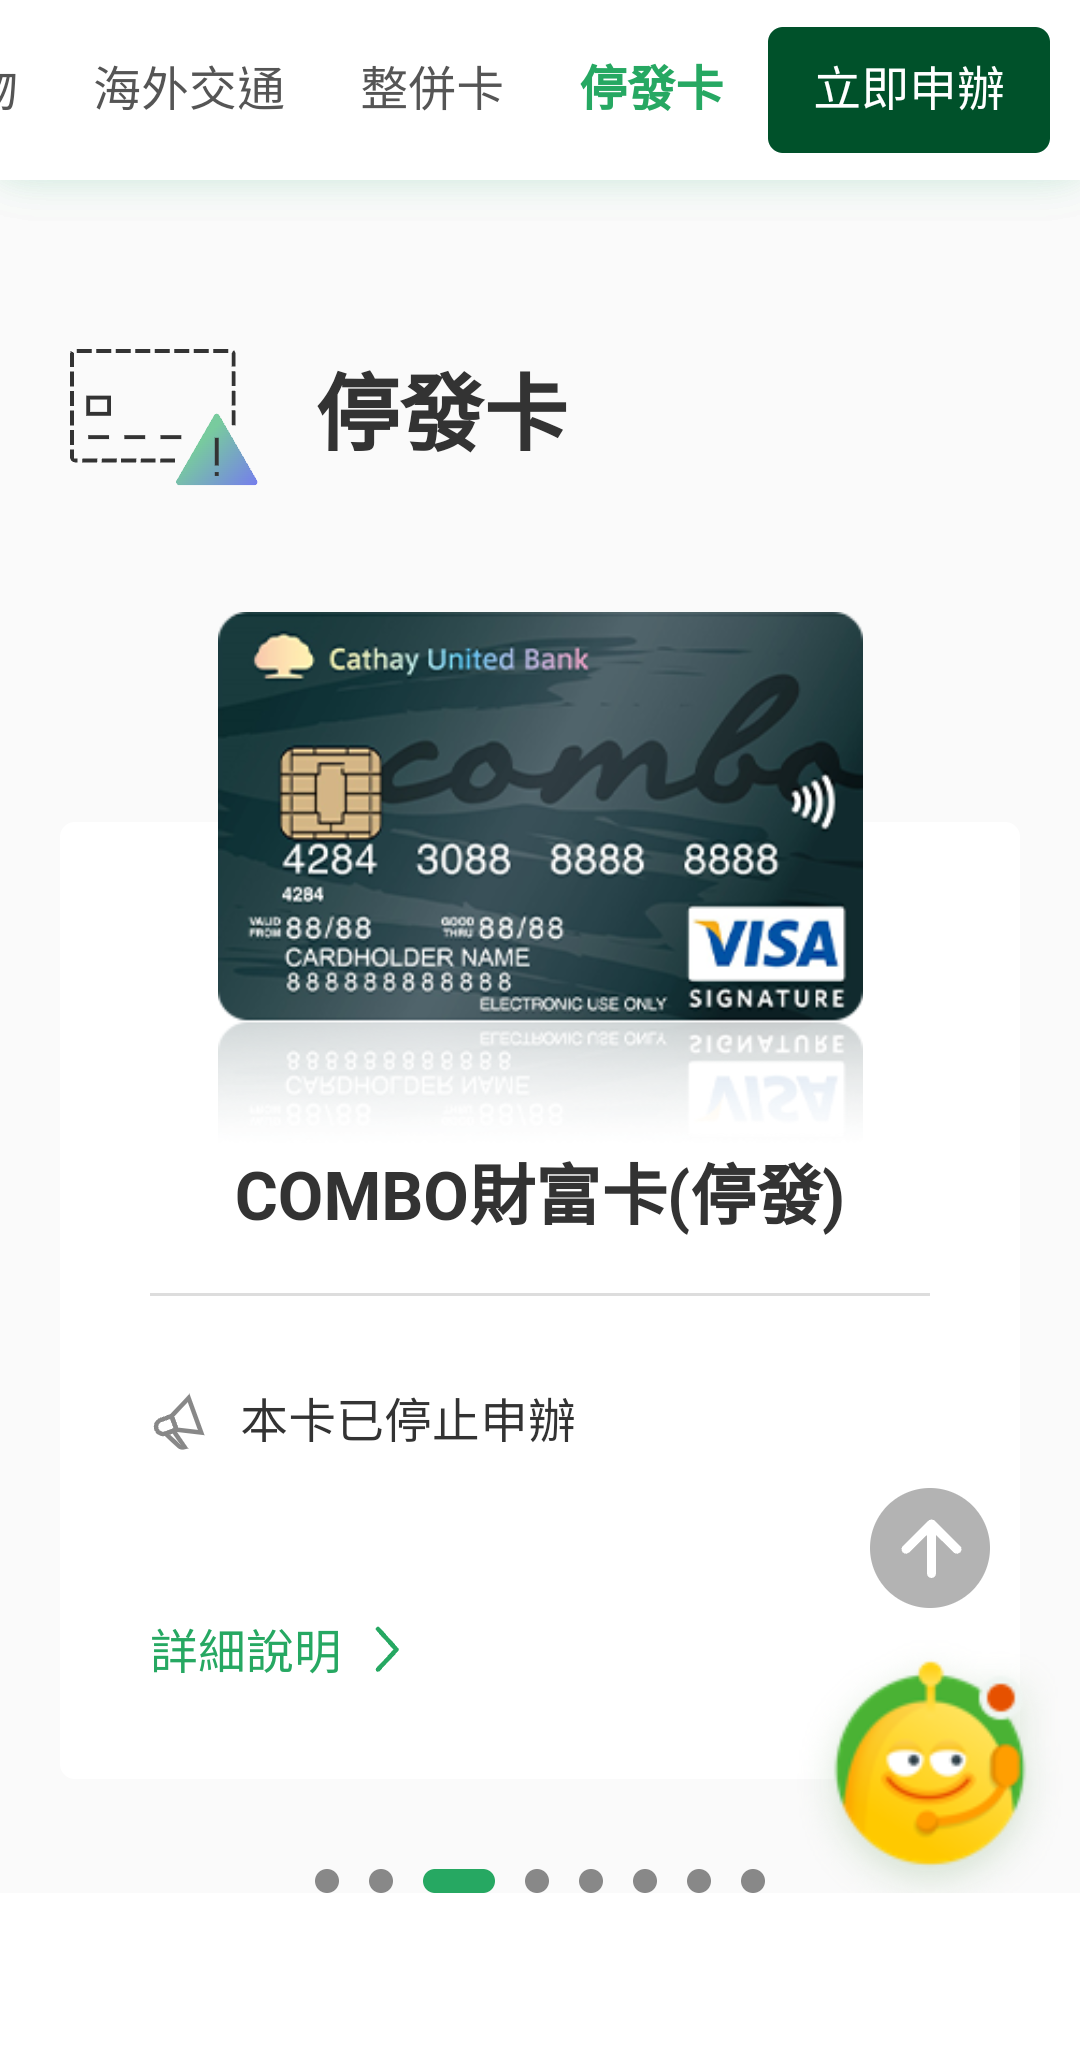 物 海外交通 整併卡 停發卡 立即申辦
停發卡
Cathay United Bank
combo
4284 3088 8888 8888
4284
VALID FROM 88/88 GOOD THRU 88/88
CARDHOLDER NAME
888888888888
ELECTRONIC USE ONLY
VISA
SIGNATURE
COMBO財富卡(停發)
本卡已停止申辦
詳細說明